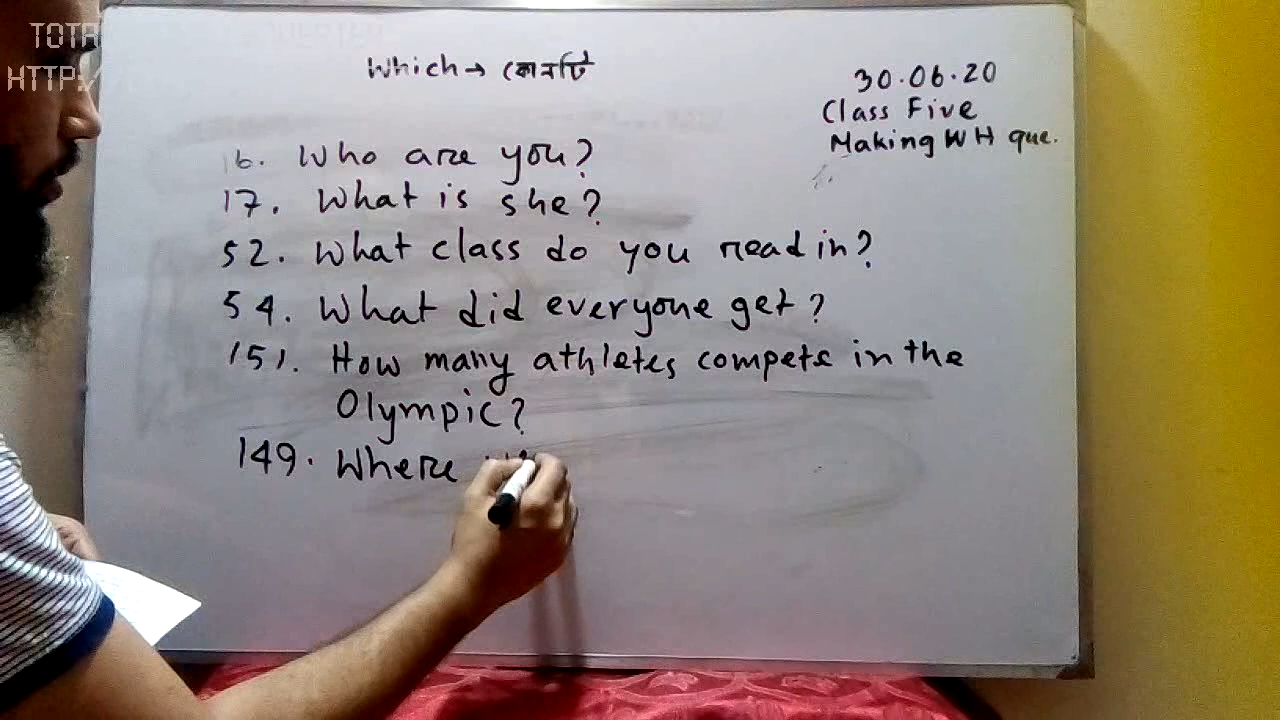 TOTA
HTTP:/
Which → কোনটি
30.06.20
Class Five
Making WH que.
16. Who are you?
17. What is she?
52. What class do you read in?
54. What did everyone get?
151. How many athletes compete in the
Olympic?
149. Where